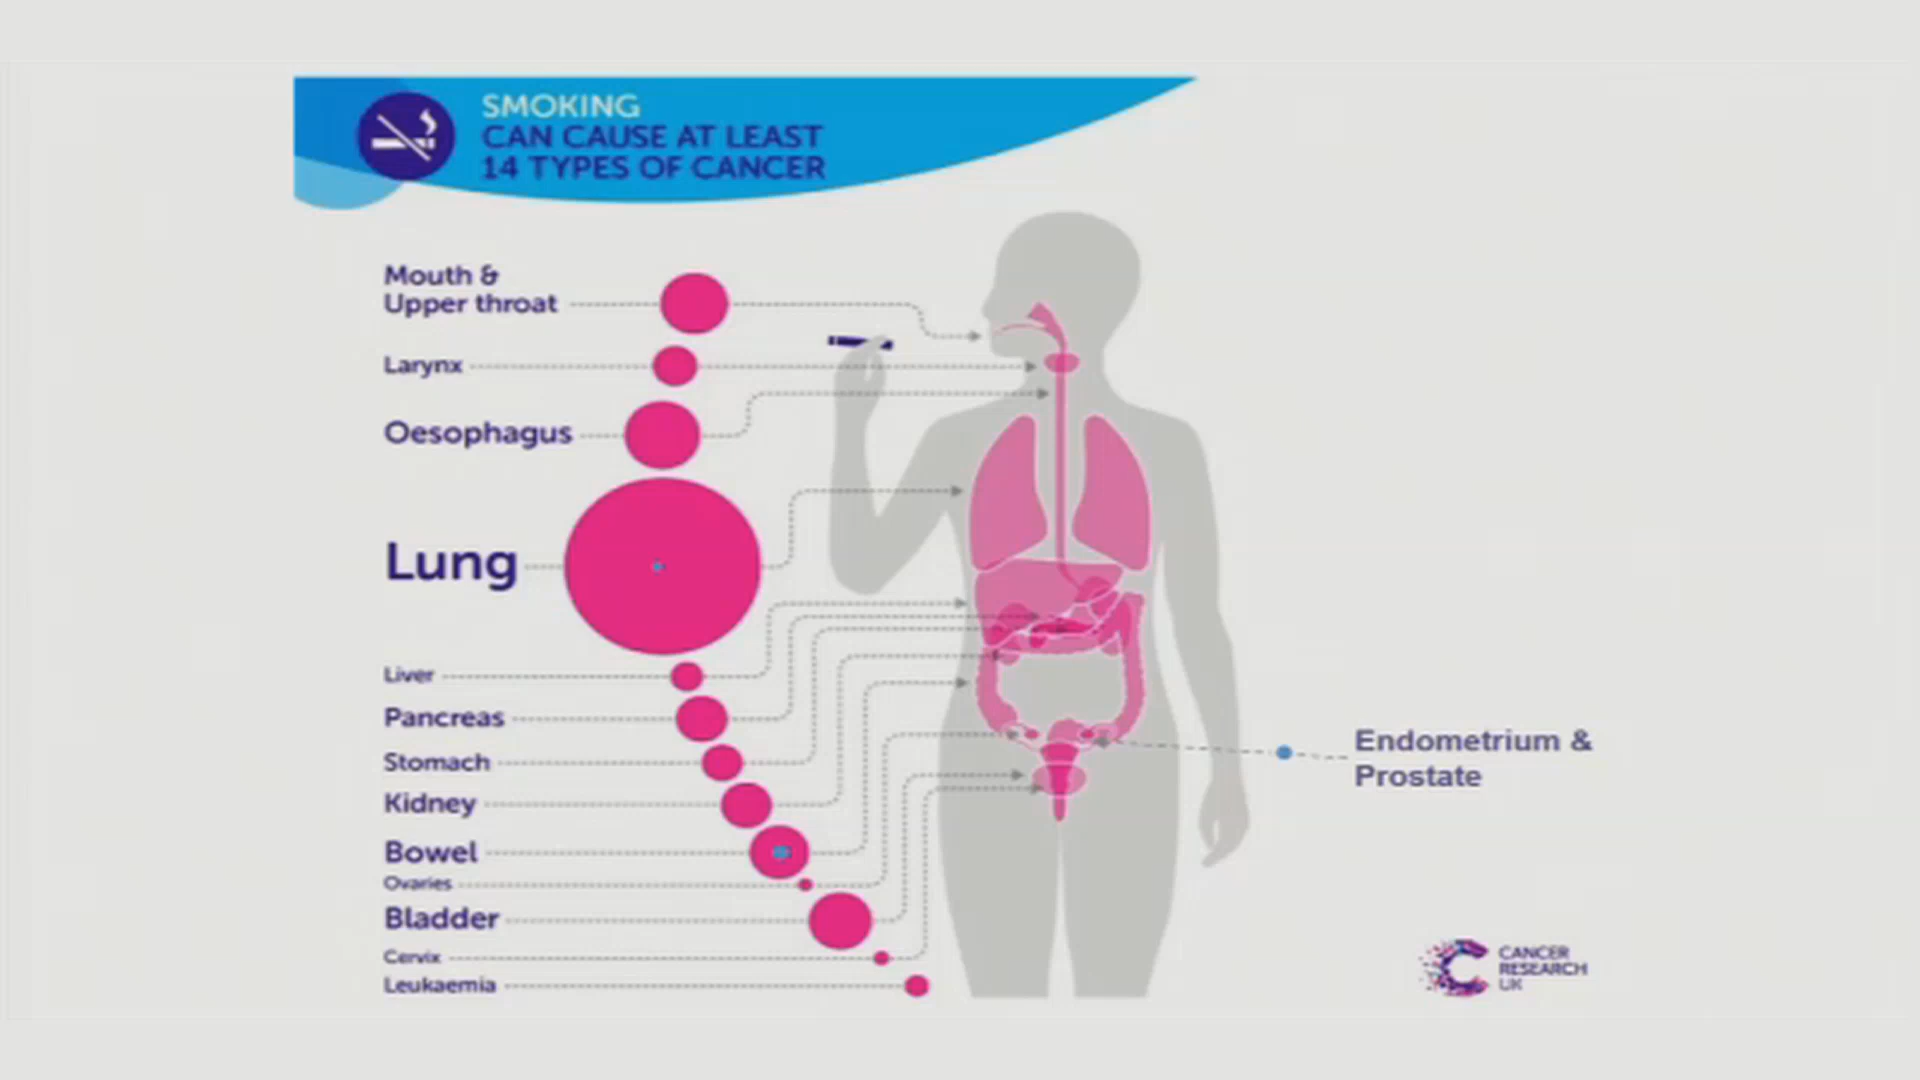 SMOKING
CAN CAUSE AT LEAST
14 TYPES OF CANCER
Mouth &
Upper throat
Larynx
Oesophagus
Lung
Liver
Pancreas
Stomach
Kidney
Bowel
Ovaries
Bladder
Cervix
Leukaemia
Endometrium &
Prostate
CANCER
RESEARCH
UK